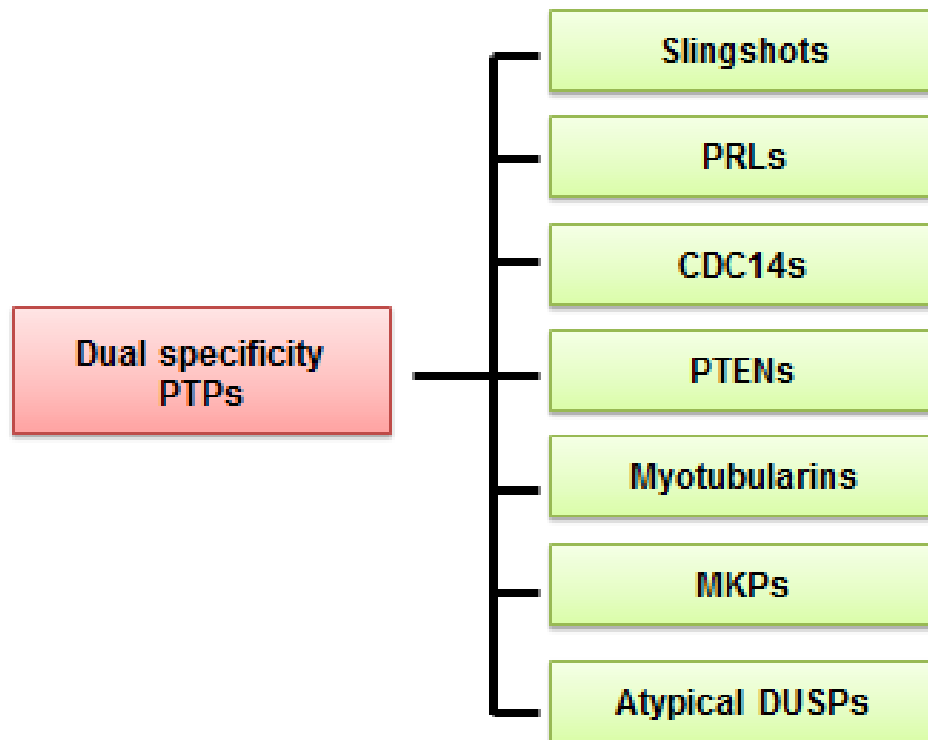 Dual specificity
PTPs
Slingshots
PRLs
CDC14s
PTENs
Myotubularins
MKPs
Atypical DUSPs